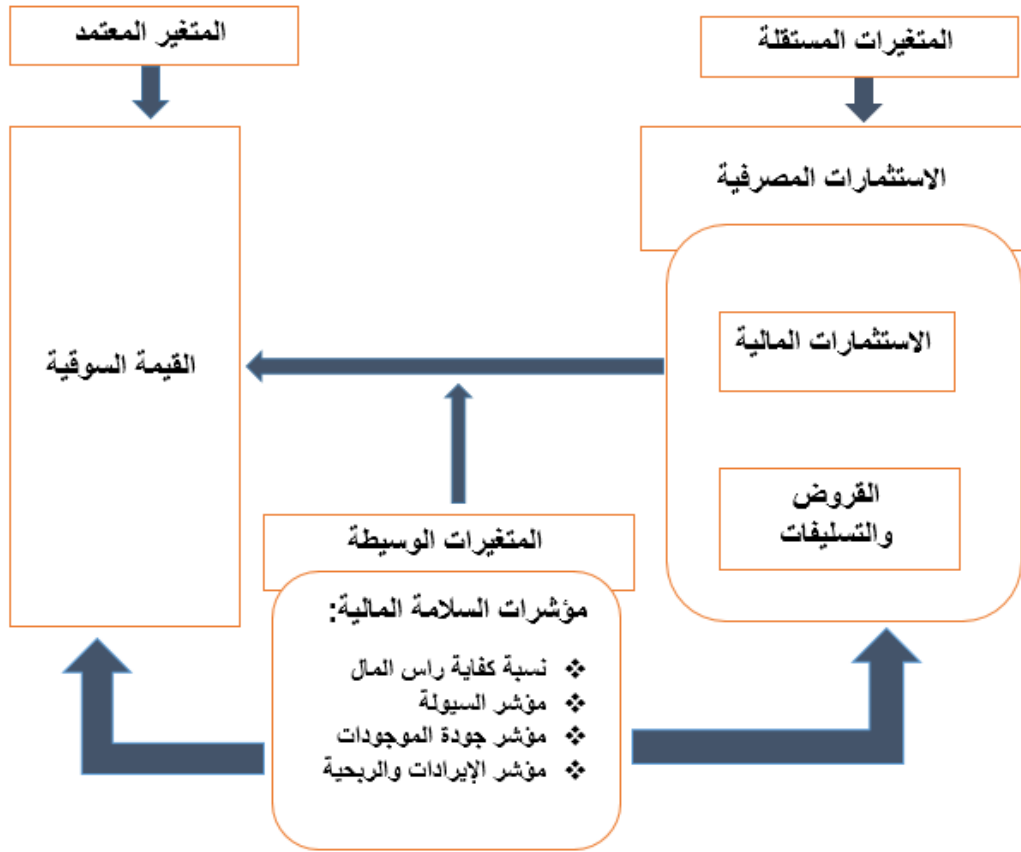 المتغيرات المستقلة
المتغير المعتمد
الاستثمارات المصرفية
الاستثمارات المالية
القيمة السوقية
القروض
والتسليفات
المتغيرات الوسيطة
مؤشرات السلامة المالية:
❖ نسبة كفاية راس المال
❖ مؤشر السيولة
❖ مؤشر جودة الموجودات
❖ مؤشر الإيرادات والربحية